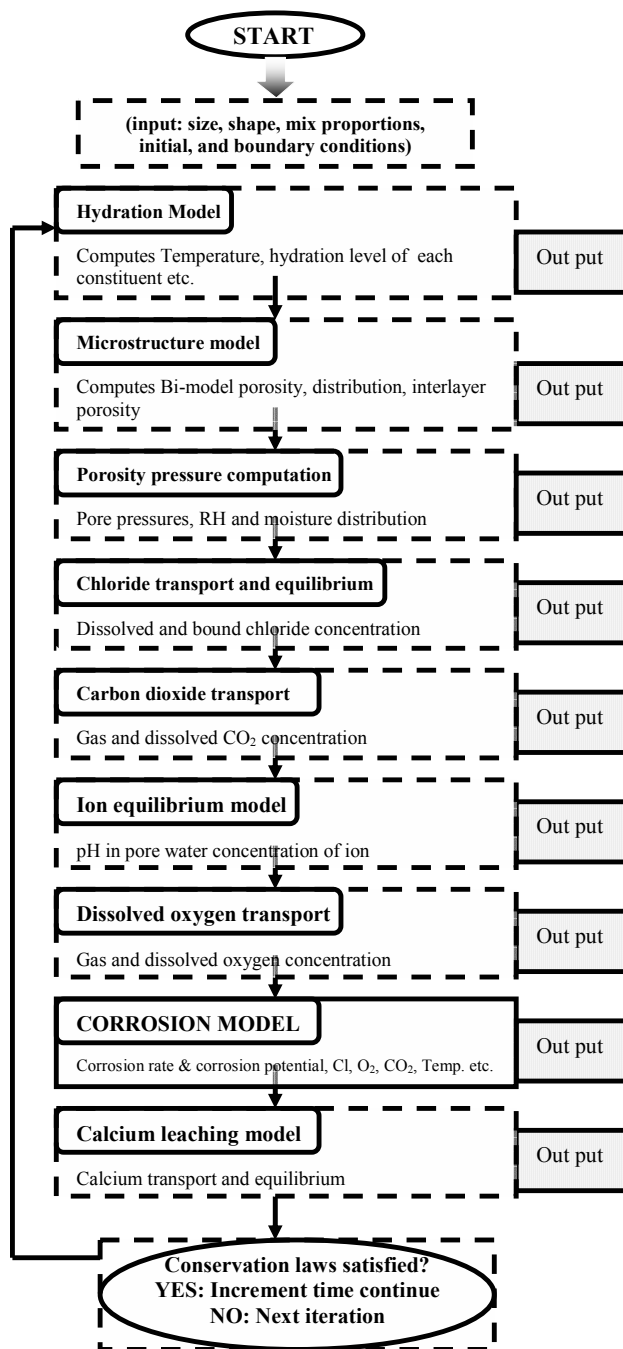 START
(input: size, shape, mix proportions,
initial, and boundary conditions)
Hydration Model
Computes Temperature, hydration level of each
constituent etc.
Out put
Microstructure model
Computes Bi-model porosity, distribution, interlayer
porosity
Out put
Porosity pressure computation
Pore pressures, RH and moisture distribution
Out put
Chloride transport and equilibrium
Dissolved and bound chloride concentration
Out put
Carbon dioxide transport
Gas and dissolved CO₂ concentration
Out put
Ion equilibrium model
pH in pore water concentration of ion
Out put
Dissolved oxygen transport
Gas and dissolved oxygen concentration
Out put
CORROSION MODEL
Corrosion rate & corrosion potential, Cl, O₂, CO₂, Temp. etc.
Out put
Calcium leaching model
Calcium transport and equilibrium
Out put
Conservation laws satisfied?
YES: Increment time continue
NO: Next iteration